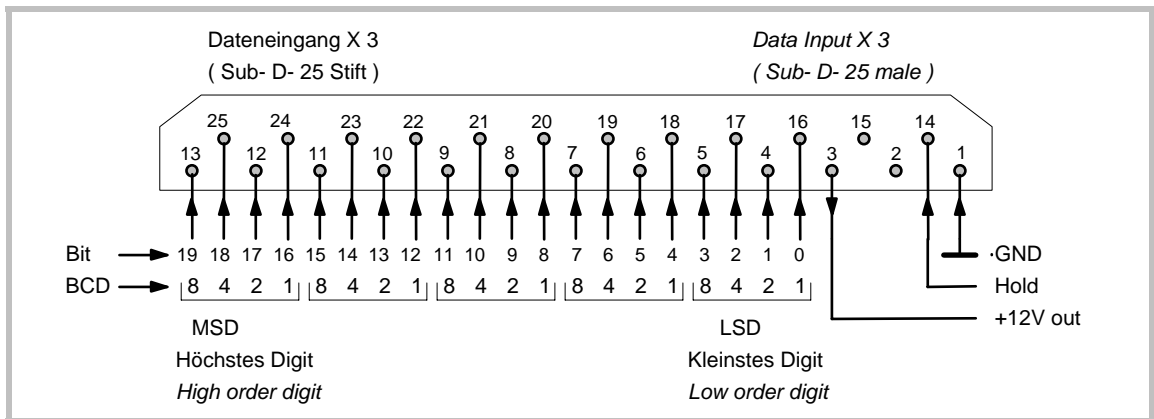 Dateneingang X 3 Data Input X 3
( Sub- D- 25 Stift ) ( Sub- D- 25 male )
25 24 23 22 21 20 19 18 17 16 15 14
13 12 11 10 9 8 7 6 5 4 3 2 1
Bit 19 18 17 16 15 14 13 12 11 10 9 8 7 6 5 4 3 2 1 0 GND
BCD 8 4 2 1 8 4 2 1 8 4 2 1 8 4 2 1 8 4 2 1 Hold
+12V out
MSD LSD
Höchstes Digit Kleinstes Digit
High order digit Low order digit